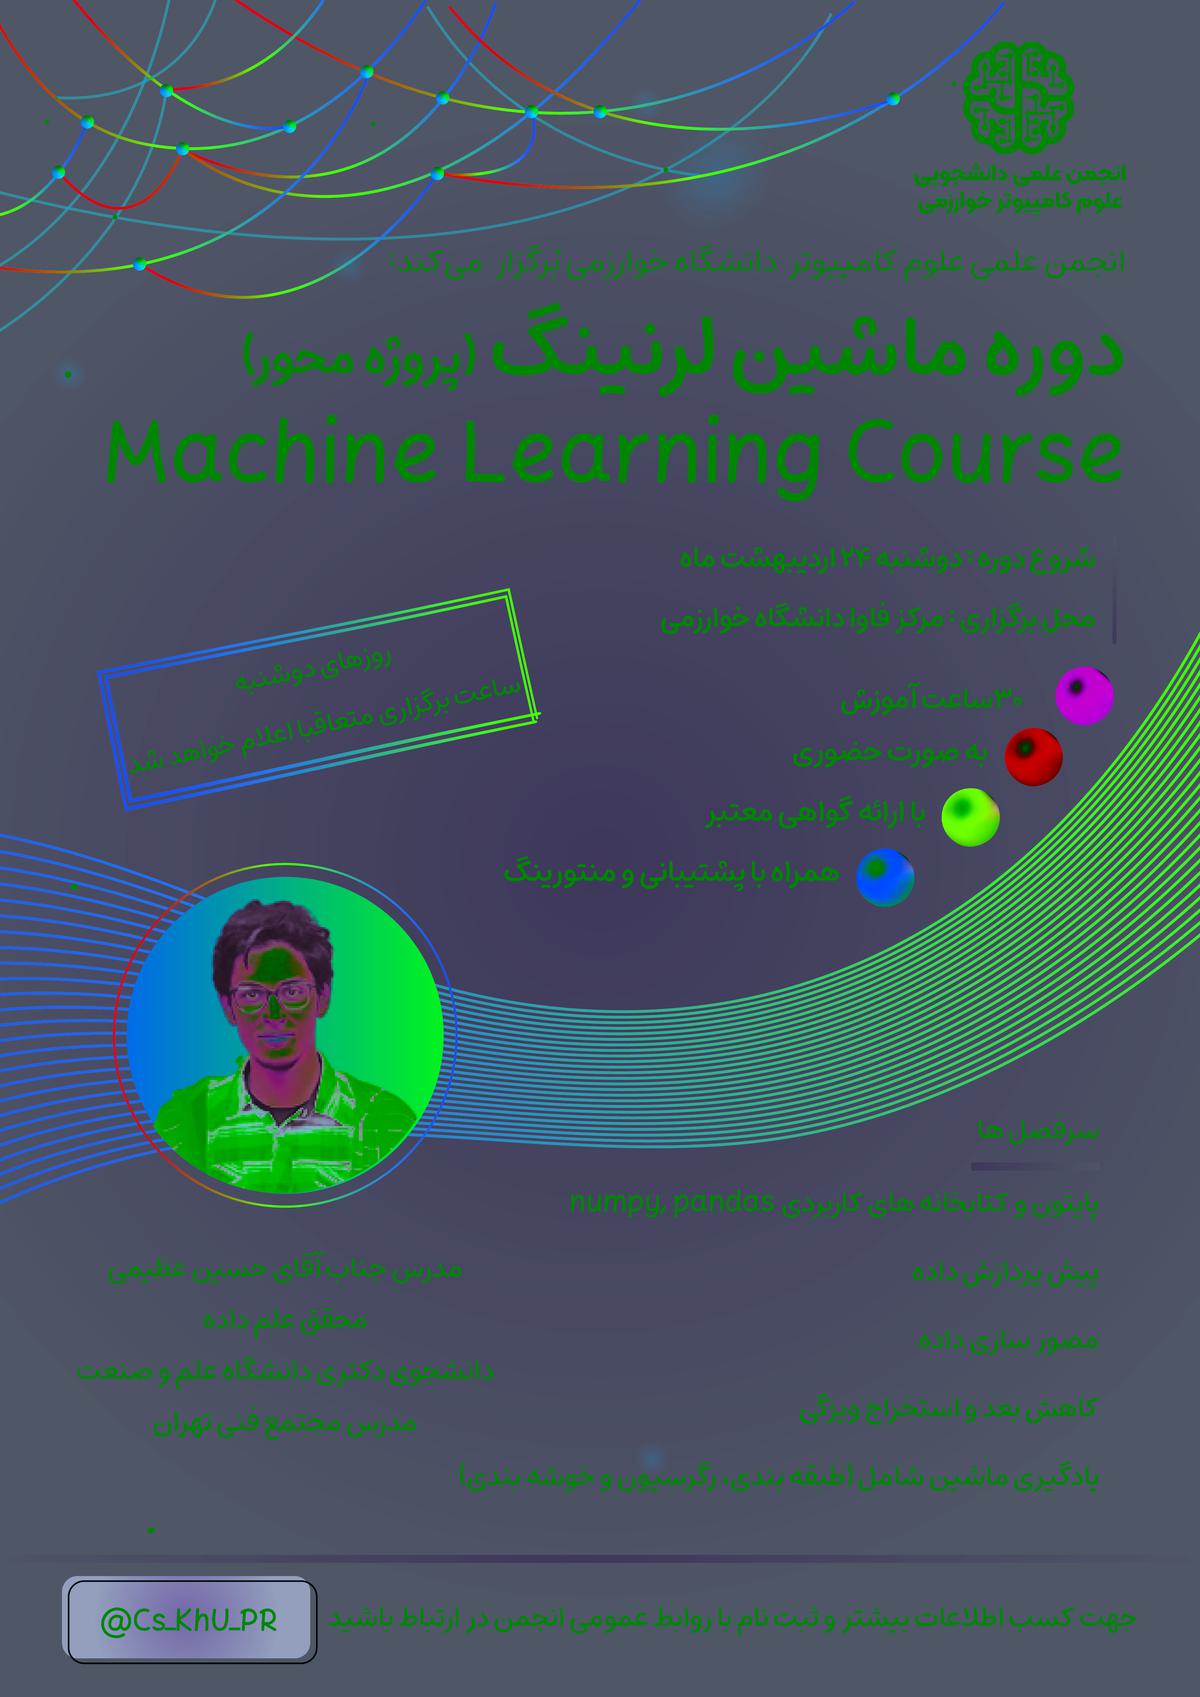 انجمن علمی دانشجویی
علوم کامپیوتر خوارزمی
انجمن علمی علوم کامپیوتر دانشگاه خوارزمی برگزار می‌کند:
دوره ماشین لرنینگ (پروژه محور)
Machine Learning Course
شروع دوره : دوشنبه ۲۴ اردیبهشت ماه
محل برگزاری : مرکز فاوا دانشگاه خوارزمی
روزهای دوشنبه
ساعت برگزاری متعاقبا اعلام خواهد شد
۳۰ساعت آموزش
به صورت حضوری
با ارائه گواهی معتبر
همراه با پشتیبانی و منتورینگ
سرفصل ها:
پایتون و کتابخانه های کاربردی numpy, pandas
پیش پردازش داده
مصور سازی داده
کاهش بعد و استخراج ویژگی
یادگیری ماشین شامل (طبقه بندی، رگرسیون و خوشه بندی)
مدرس جناب آقای حسین عظیمی
محقق علم داده
دانشجوی دکتری دانشگاه علم و صنعت
مدرس مجتمع فنی تهران
جهت کسب اطلاعات بیشتر و ثبت نام با روابط عمومی انجمن در ارتباط باشید
@Cs_KhU_PR